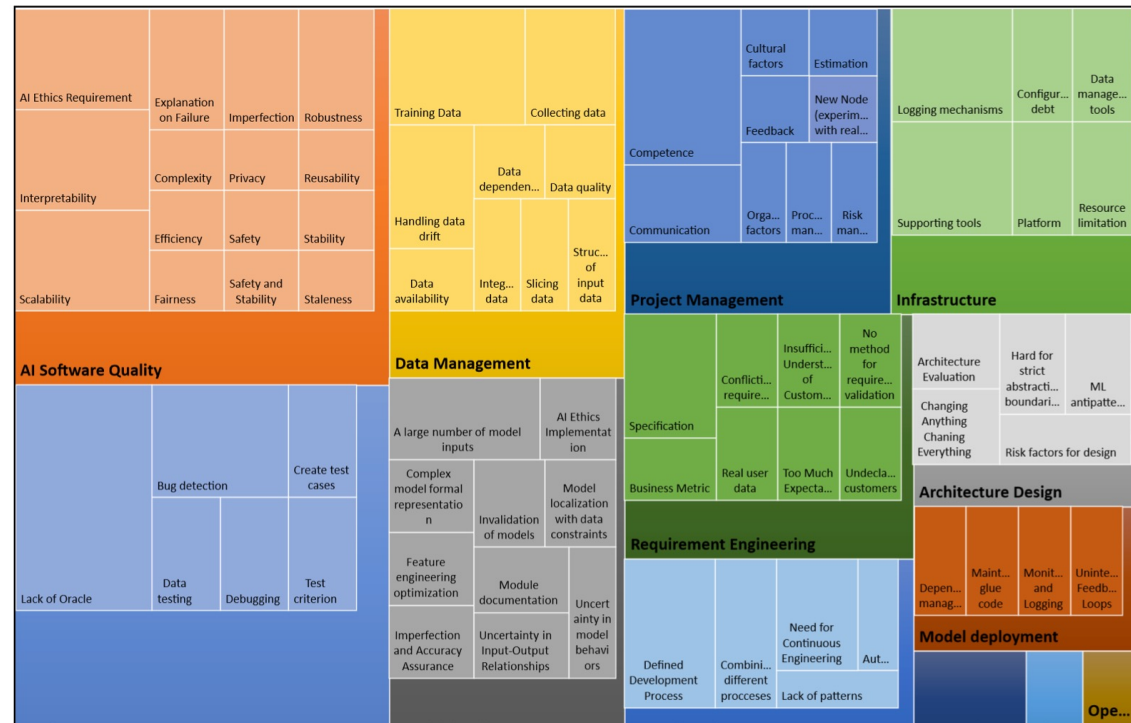 AI Ethics Requirement
Explanation
on Failure
Imperfection
Robustness
Interpretability
Complexity
Privacy
Reusability
Efficiency
Safety
Stability
Scalability
Fairness
Safety and
Stability
Staleness
AI Software Quality
Training Data
Collecting data
Handling data
drift
Data
dependen...
Data quality
Data
availability
Integ...
data
Slicing
data
Struc...
of
input
data
Data Management
Competence
Cultural
factors
Estimation
Feedback
New Node
(experim...
with real...
Communication
Orga...
factors
Proc...
man...
Risk
man...
Project Management
Logging mechanisms
Configur...
debt
Data
manage...
tools
Supporting tools
Platform
Resource
limitation
Infrastructure
Lack of Oracle
Bug detection
Create test
cases
Data
testing
Debugging
Test
criterion
A large number of model
inputs
AI Ethics
Implementat
ion
Complex
model formal
representatio
n
Invalidation
of models
Model
localization
with data
constraints
Feature
engineering
optimization
Module
documentation
Uncert
ainty in
model
behavi
ors
Imperfection
and Accuracy
Assurance
Uncertainty in
Input-Output
Relationships
Specification
Conflicti...
require...
Insuffici...
Underst...
of
Custom...
No
method
for
require...
validation
Business Metric
Real user
data
Too Much
Expecta...
Undecla...
customers
Requirement Engineering
Architecture
Evaluation
Hard for
strict
abstracti...
boundari...
ML
antipatte...
Changing
Anything
Chaning
Everything
Risk factors for design
Architecture Design
Defined
Development
Process
Combini...
different
procceses
Need for
Continuous
Engineering
Aut...
Lack of patterns
Depen...
manag...
Maint...
glue
code
Monit...
and
Logging
Uninte...
Feedb...
Loops
Model deployment
Ope...